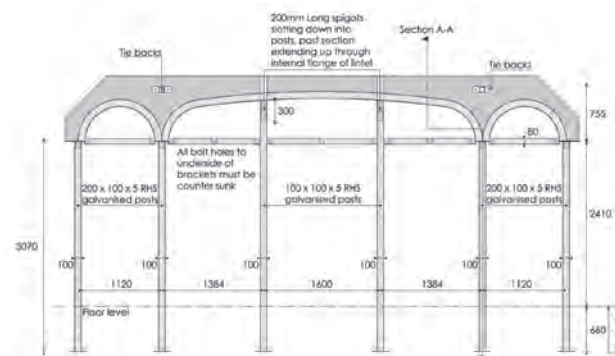 200mm Long spigots
slotting down into
posts, past section
extending up through
internal flange of lintel
Section A-A
Tie backs
Tie backs
300
755
80
All bolt holes to
underside of
brackets must be
counter sunk
200 x 100 x 5 RHS
galvanised posts
100 x 100 x 5 RHS
galvanised posts
200 x 100 x 5 RHS
galvanised posts
3070
2410
100
100
100
100
100
100
1120
1384
1600
1384
1120
Floor level
660